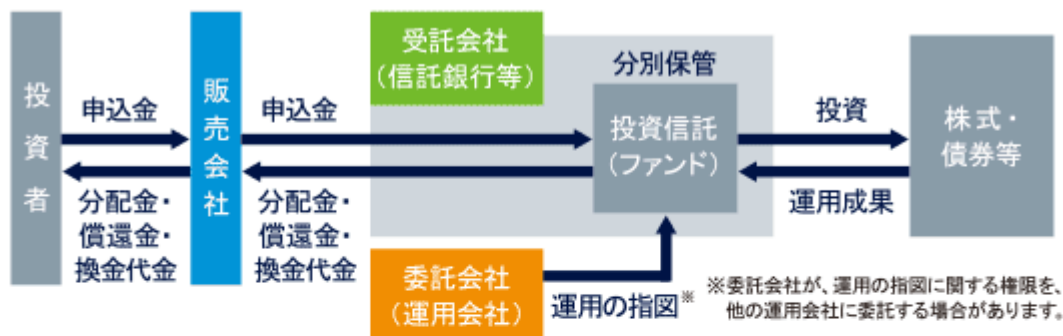 投資者
申込金
分配金・
償還金・
換金代金
販売会社
申込金
分配金・
償還金・
換金代金
受託会社
（信託銀行等）
分別保管
投資信託
（ファンド）
委託会社
（運用会社）
運用の指図※
投資
運用成果
株式・
債券等
※委託会社が、運用の指図に関する権限を、
他の運用会社に委託する場合があります。